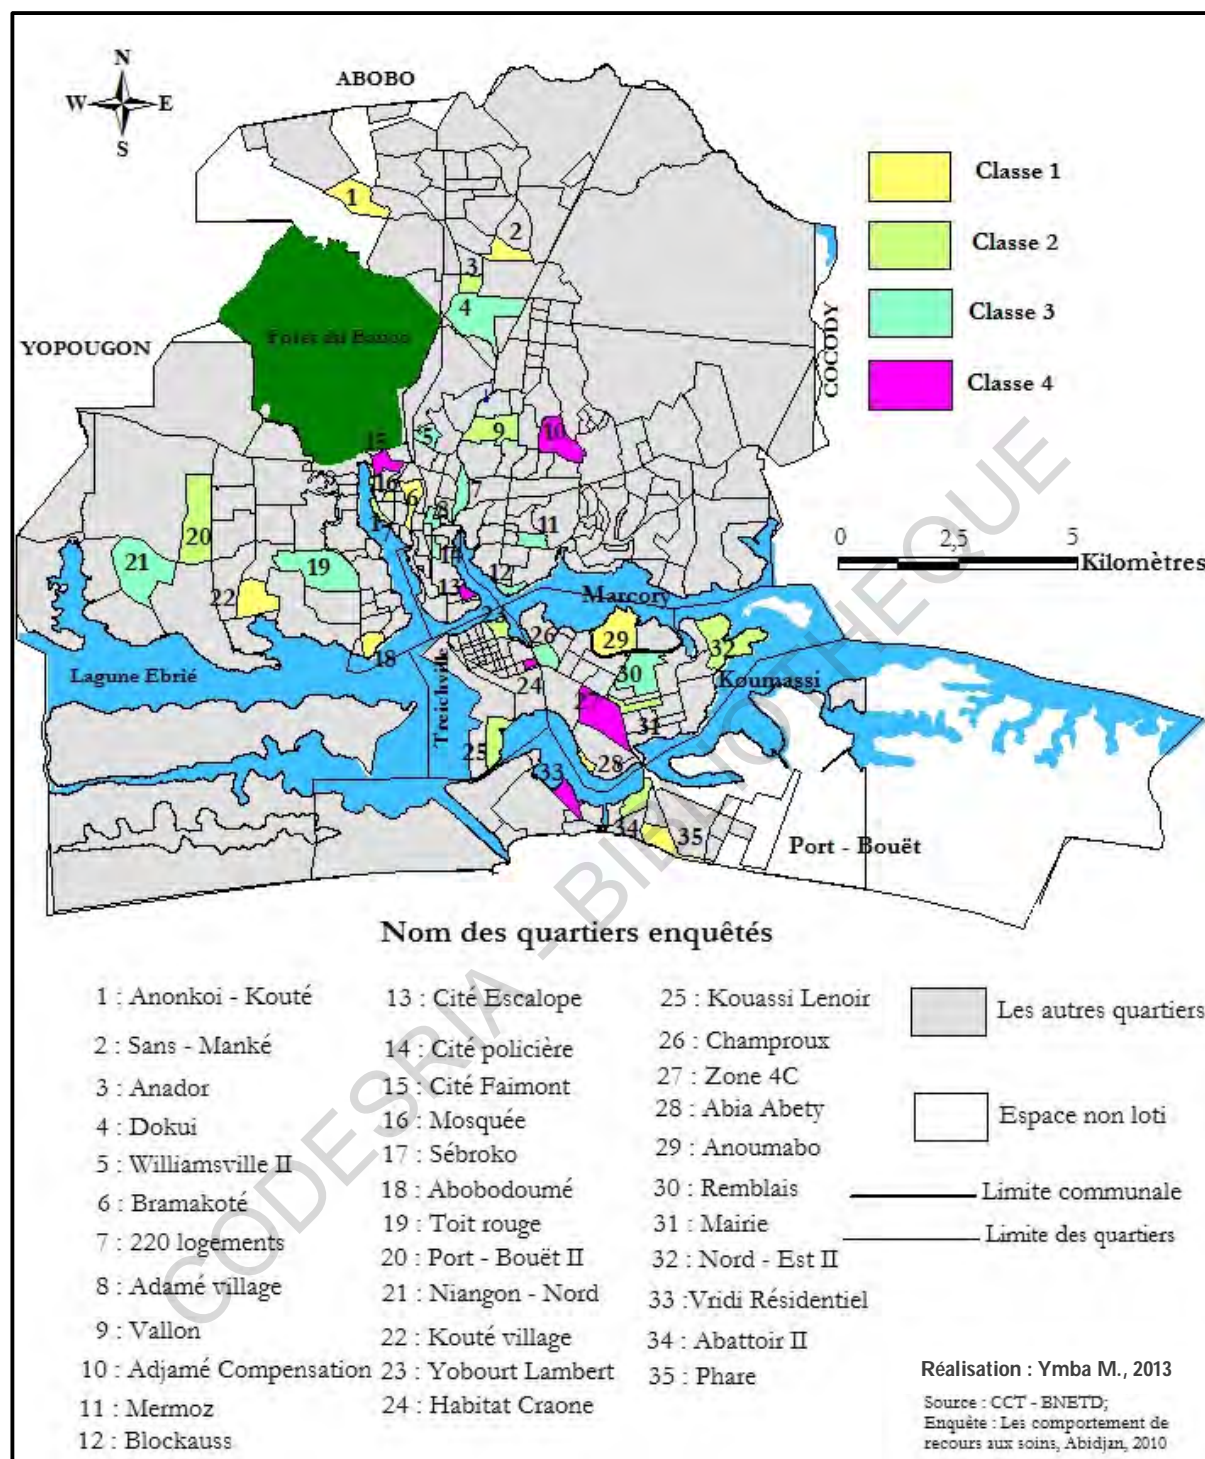 N
W E
S
ABOBO
Classe 1
Classe 2
Classe 3
Classe 4
YOPOUGON
COCODY
0 2,5 5
Kilomètres
Marcory
Lagune Ebrié
Treichville
Koumassi
Port - Bouët
1
2
3
4
5
6
7
8
9
10
11
12
13
14
15
16
17
18
19
20
21
22
23
24
25
26
27
28
29
30
31
32
33
34
35
CODESRIA - BIBLIOTHEQUE
Nom des quartiers enquêtés
1 : Anonkoi - Kouté
2 : Sans - Manké
3 : Anador
4 : Dokui
5 : Williamsville II
6 : Bramakoté
7 : 220 logements
8 : Adamé village
9 : Vallon
10 : Adjamé Compensation
11 : Mermoz
12 : Blockauss
13 : Cité Escalope
14 : Cité policière
15 : Cité Faimont
16 : Mosquée
17 : Sébroko
18 : Abobodoumé
19 : Toit rouge
20 : Port - Bouët II
21 : Niangon - Nord
22 : Kouté village
23 : Yobourt Lambert
24 : Habitat Craone
25 : Kouassi Lenoir
26 : Champroux
27 : Zone 4C
28 : Abia Abety
29 : Anoumabo
30 : Remblais
31 : Mairie
32 : Nord - Est II
33 :Vridi Résidentiel
34 : Abattoir II
35 : Phare
Les autres quartiers
Espace non loti
Limite communale
Limite des quartiers
Réalisation : Ymba M., 2013
Source : CCT - BNETD;
Enquête : Les comportement de
recours aux soins, Abidjan, 2010